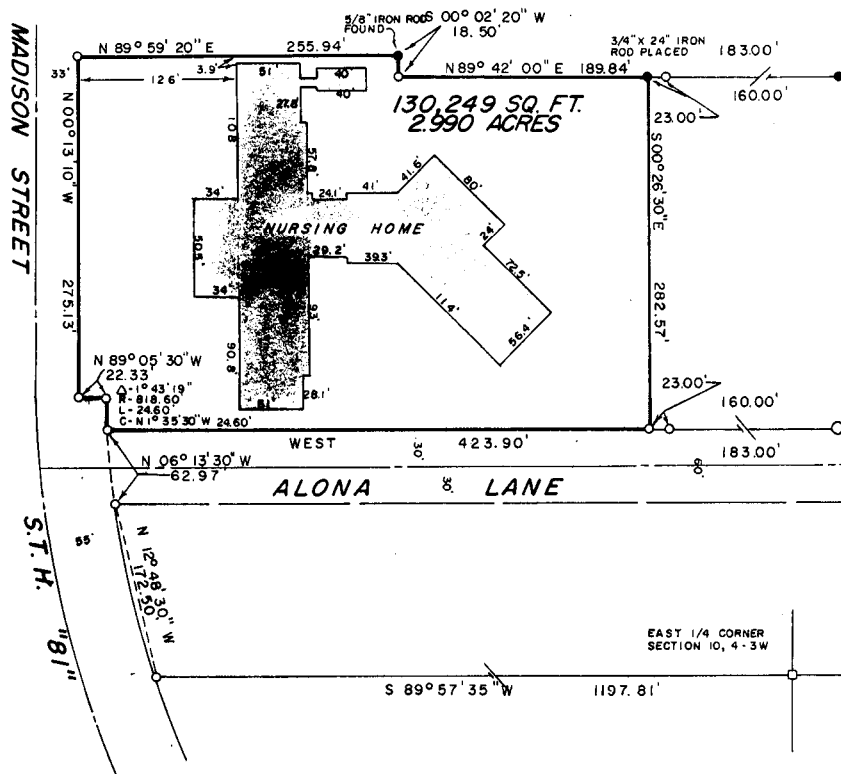 5/8" IRON ROD
FOUND
S 00° 02' 20" W
18.50'
N 89° 59' 20" E 255.94'
3/4" X 24" IRON
ROD PLACED
183.00'
160.00'
N 89° 42' 00" E 189.84'
23.00'
33'
3.9'
126'
51'
40'
40'
27.8'
130,249 SQ. FT.
2.990 ACRES
MADISON STREET
N 00° 13' 10" W
275.13'
108'
57.8'
34'
24.1'
41'
41.6'
80'
24'
72.5'
S 00° 26' 30" E
282.57'
NURSING HOME
50.5'
29.2'
39.3'
114'
56.4'
34'
93'
90.8'
28.1'
51'
N 89° 05' 30" W
22.33'
Δ-1° 43' 19"
R-818.60'
L-24.60'
C-N 1° 35' 30" W 24.60'
23.00'
160.00'
183.00'
WEST 423.90'
30'
60'
N 06° 13' 30" W
62.97'
ALONA LANE
30'
55'
N 12° 48' 30" W
172.50'
S.T. H. "81"
EAST 1/4 CORNER
SECTION 10, 4-3W
S 89° 57' 35" W 1197.81'